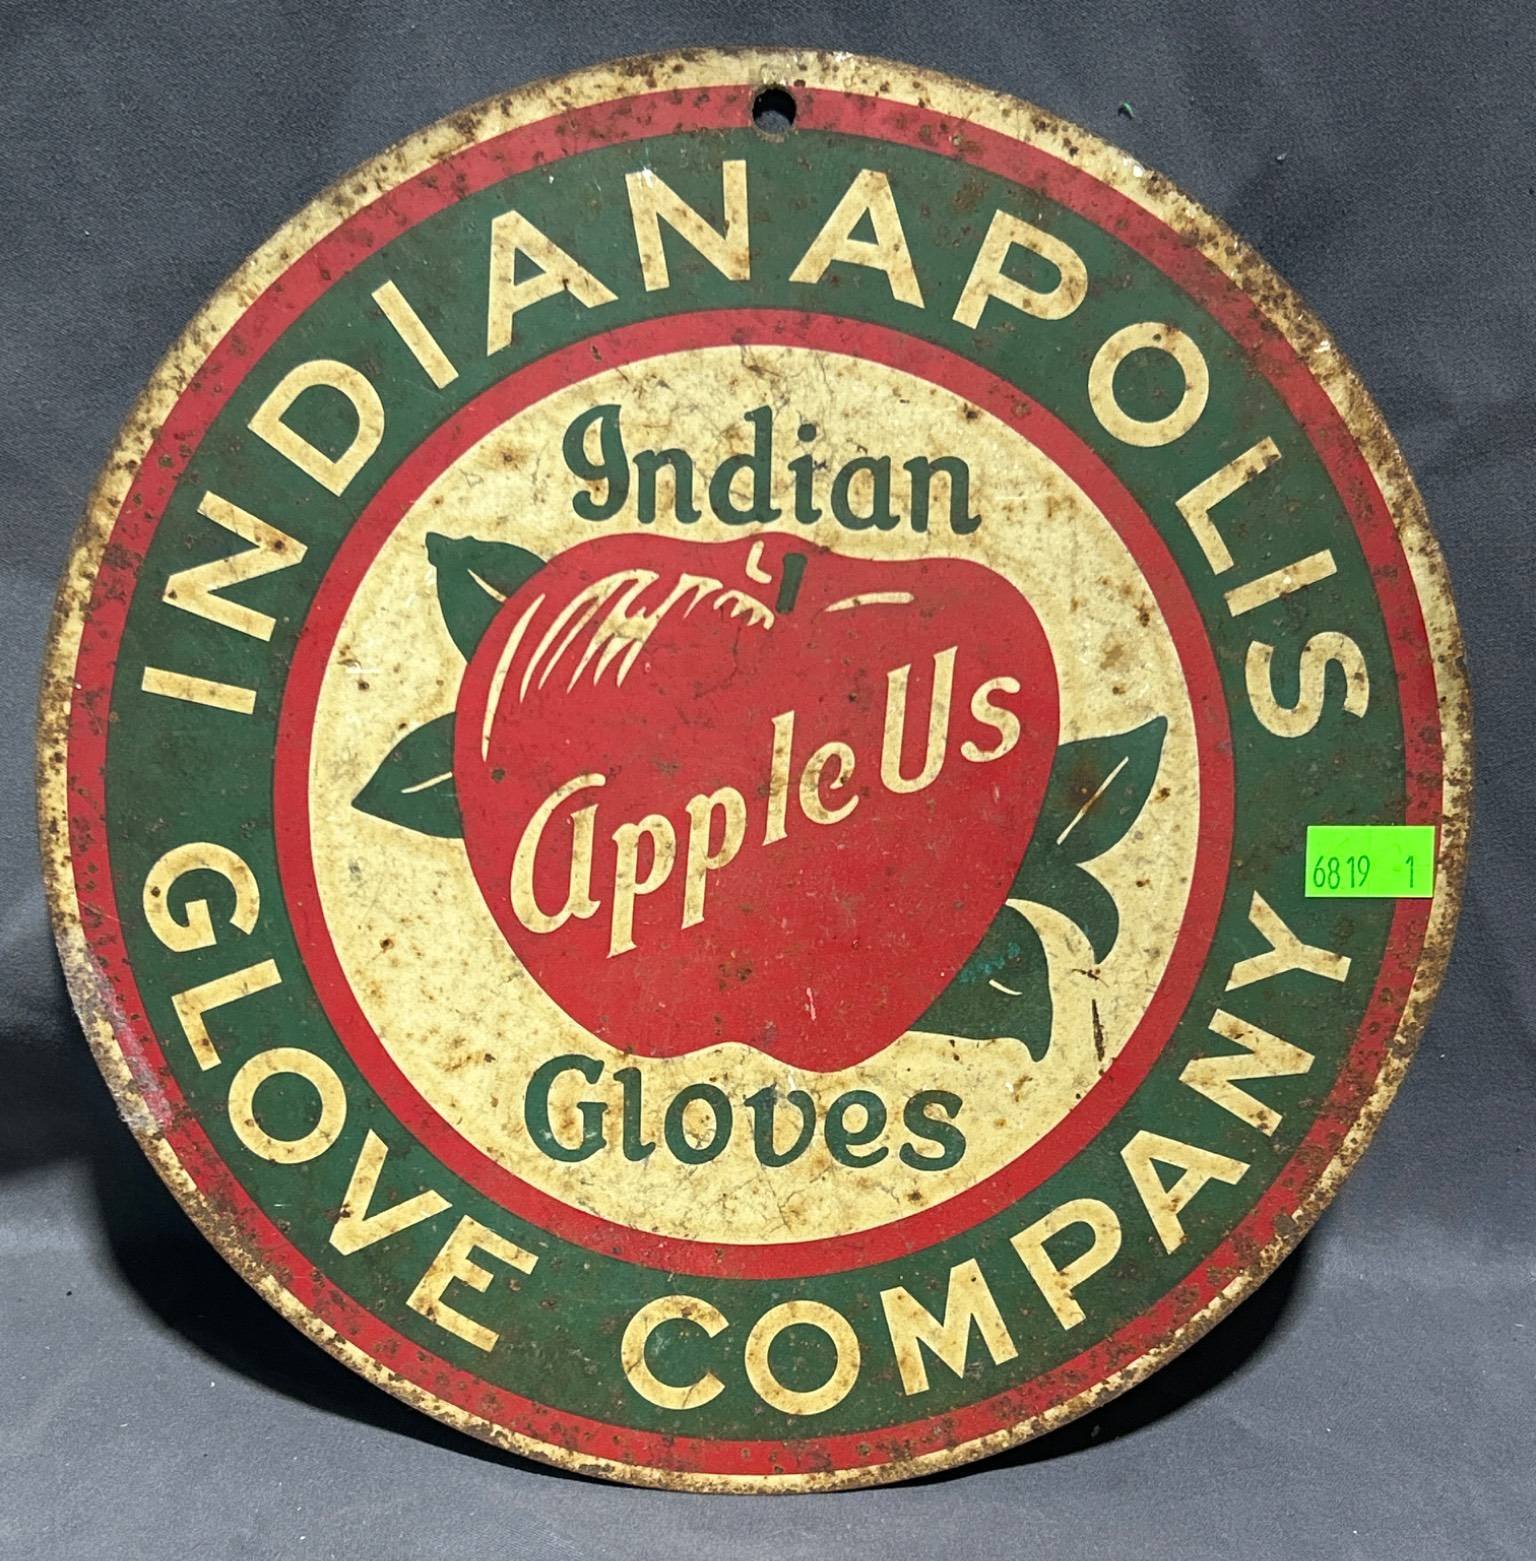 INDIANAPOLIS
Indian
Apple Us
Gloves
GLOVE COMPANY
6819 1